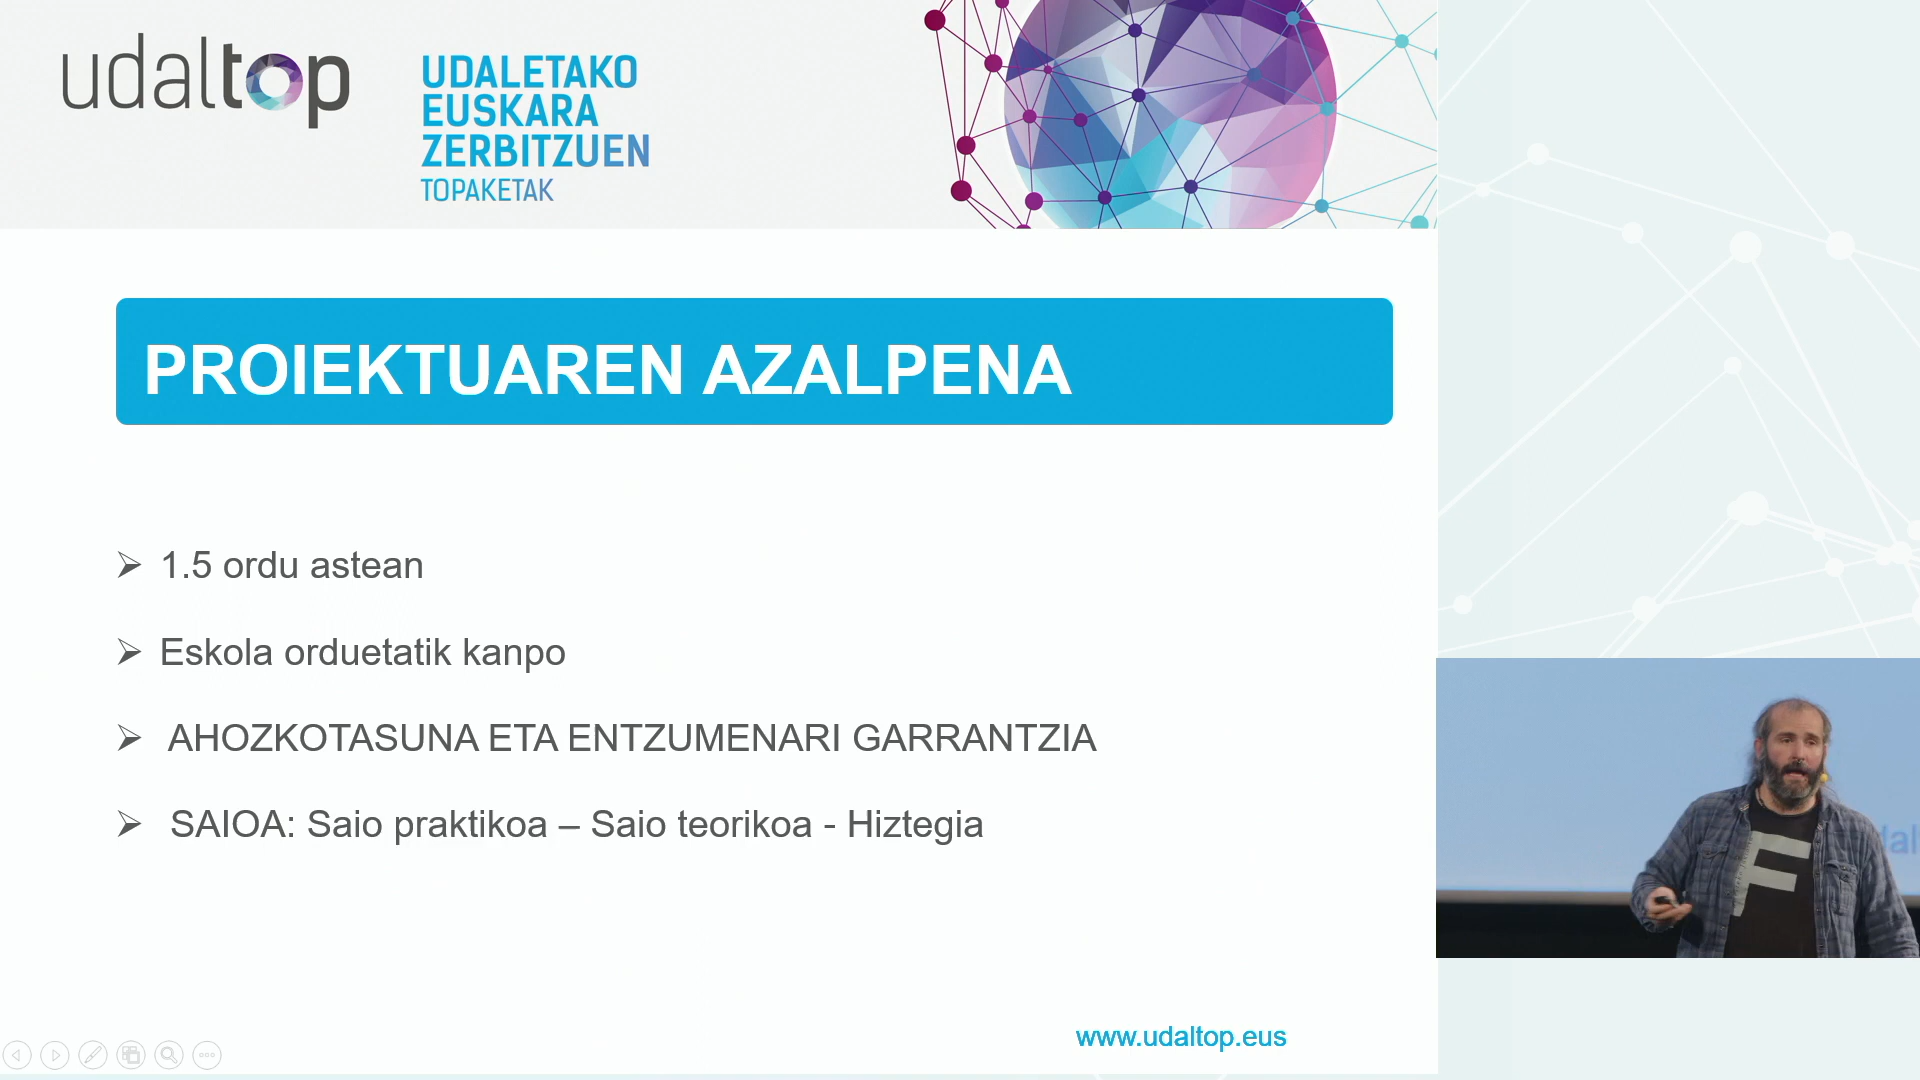 udaltop
UDALETAKO
EUSKARA
ZERBITZUEN
TOPAKETAK
PROIEKTUAREN AZALPENA
1.5 ordu astean
Eskola orduetatik kanpo
AHOZKOTASUNA ETA ENTZUMENARI GARRANTZIA
SAIOA: Saio praktikoa – Saio teorikoa - Hiztegia
F
www.udaltop.eus